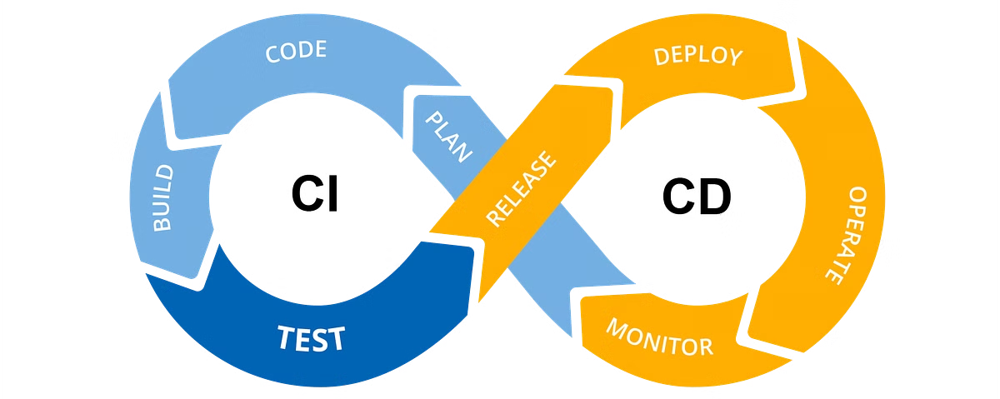 CODE
DEPLOY
PLAN
BUILD
CI
RELEASE
CD
OPERATE
TEST
MONITOR